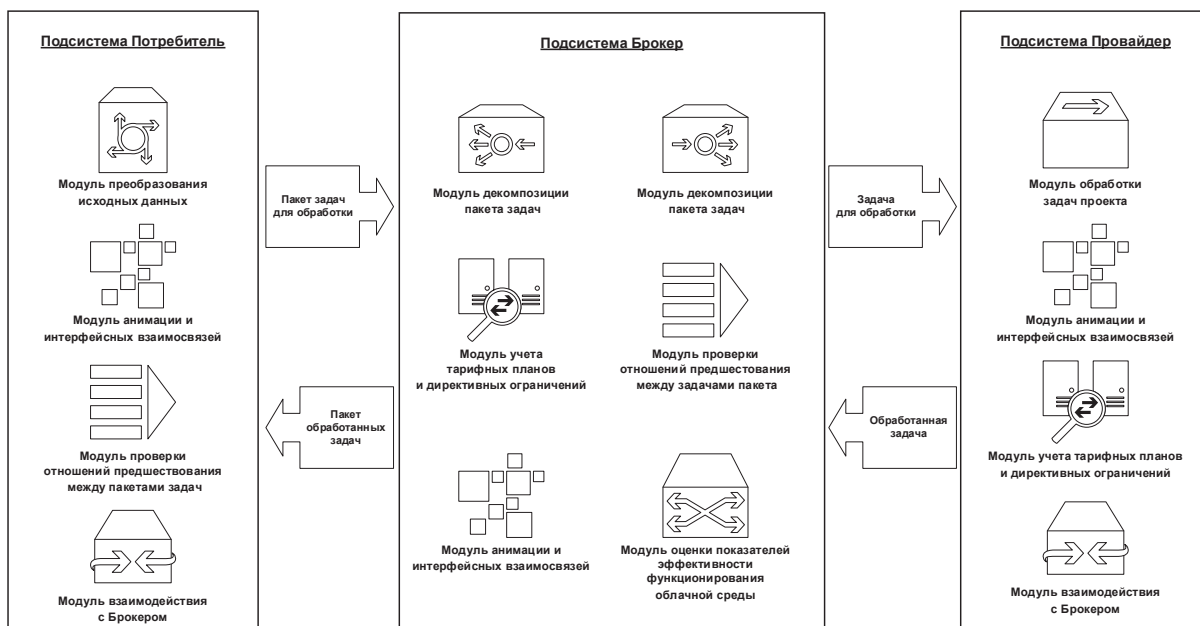 Подсистема Потребитель
Модуль преобразования
исходных данных
Модуль анимации и
интерфейсных взаимосвязей
Модуль проверки
отношений предшествования
между пакетами задач
Модуль взаимодействия
с Брокером
Пакет задач
для обработки
Пакет
обработанных
задач
Подсистема Брокер
Модуль декомпозиции
пакета задач
Модуль декомпозиции
пакета задач
Модуль учета
тарифных планов
и директивных ограничений
Модуль проверки
отношений предшествования
между задачами пакета
Модуль анимации и
интерфейсных взаимосвязей
Модуль оценки показателей
эффективности
функционирования
облачной среды
Задача
для обработки
Обработанная
задача
Подсистема Провайдер
Модуль обработки
задач проекта
Модуль анимации и
интерфейсных взаимосвязей
Модуль учета тарифных планов
и директивных ограничений
Модуль взаимодействия
с Брокером